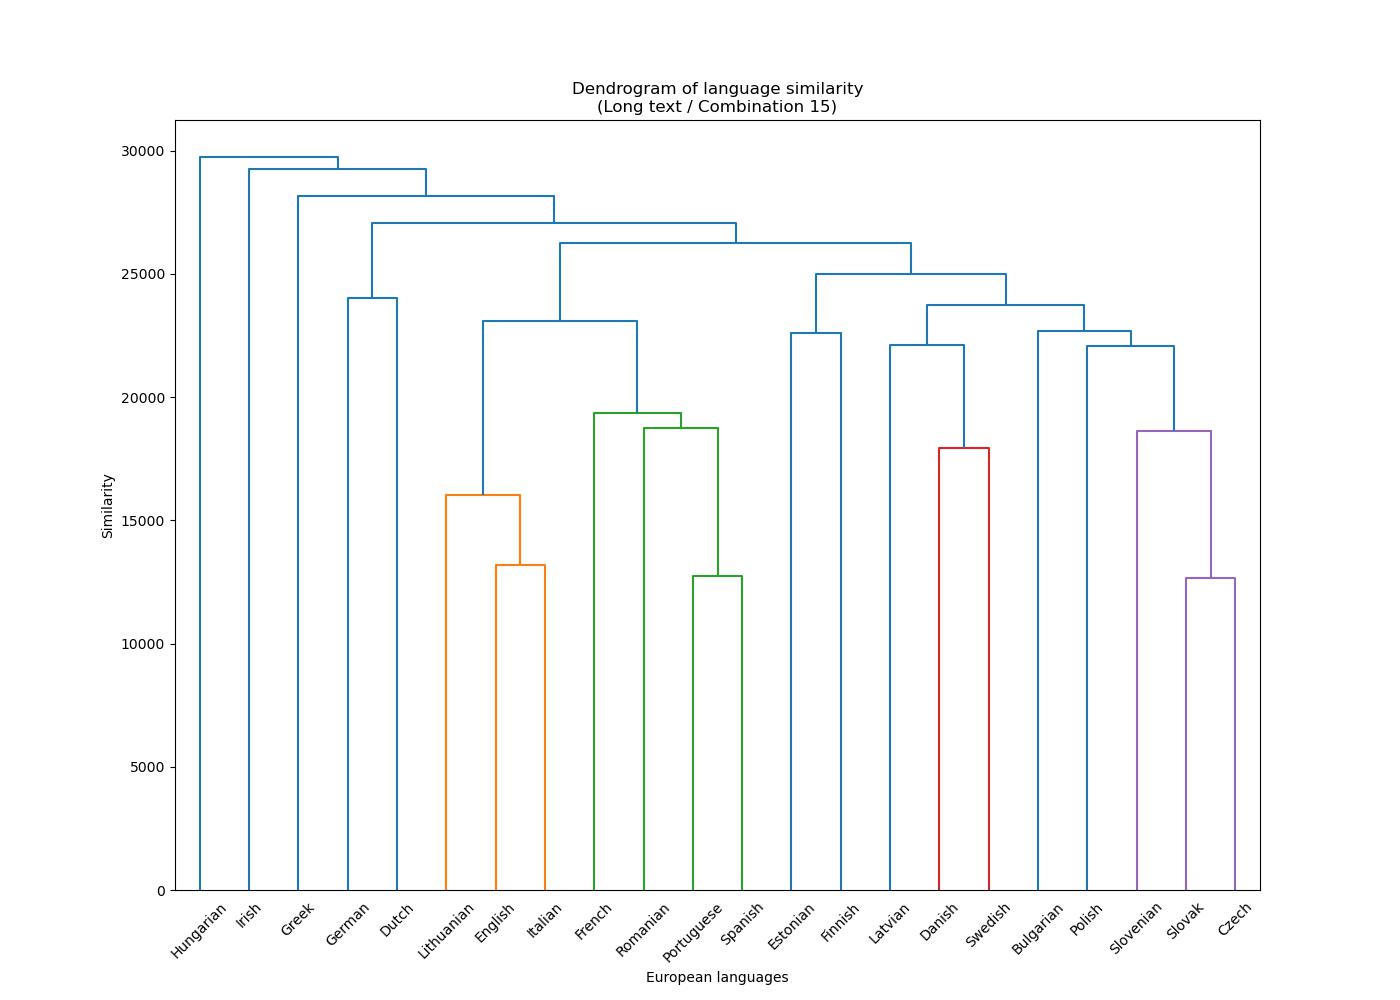 Dendrogram of language similarity
(Long text / Combination 15)
30000
25000
20000
15000
10000
5000
0
Similarity
Hungarian
Irish
Greek
German
Dutch
Lithuanian
English
Italian
French
Romanian
Portuguese
Spanish
Estonian
Finnish
Latvian
Danish
Swedish
Bulgarian
Polish
Slovenian
Slovak
Czech
European languages